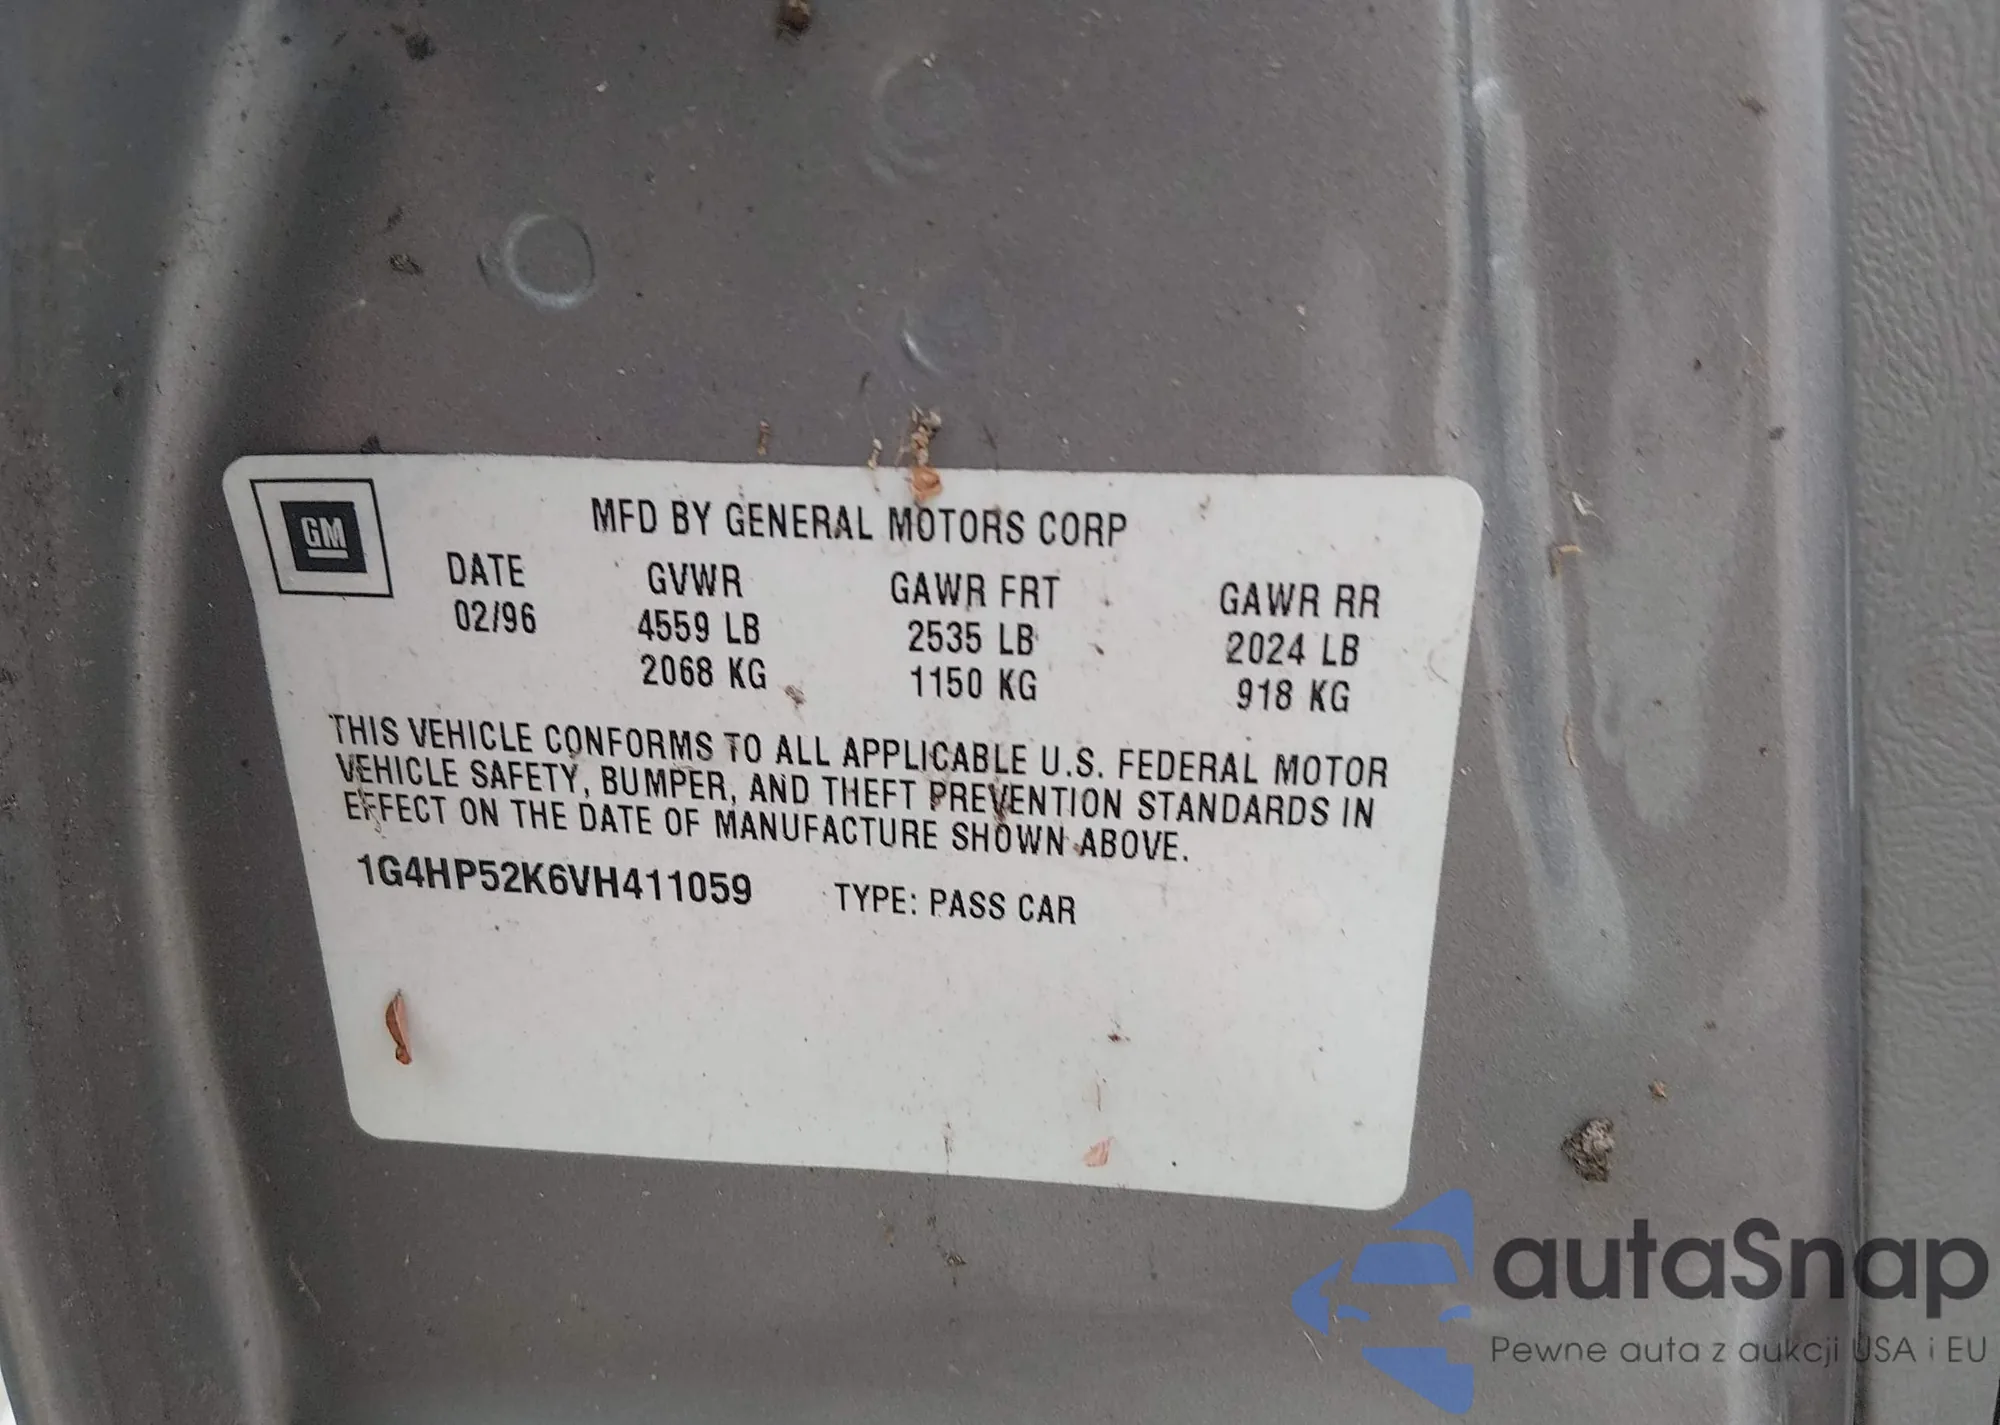 GM
MFD BY GENERAL MOTORS CORP
DATE GVWR GAWR FRT GAWR RR
02/96 4559 LB 2535 LB 2024 LB
2068 KG 1150 KG 918 KG
THIS VEHICLE CONFORMS TO ALL APPLICABLE U.S. FEDERAL MOTOR
VEHICLE SAFETY, BUMPER, AND THEFT PREVENTION STANDARDS IN
EFFECT ON THE DATE OF MANUFACTURE SHOWN ABOVE.
1G4HP52K6VH411059 TYPE: PASS CAR
autaSnap
Pewne auta z aukcji USA i EU